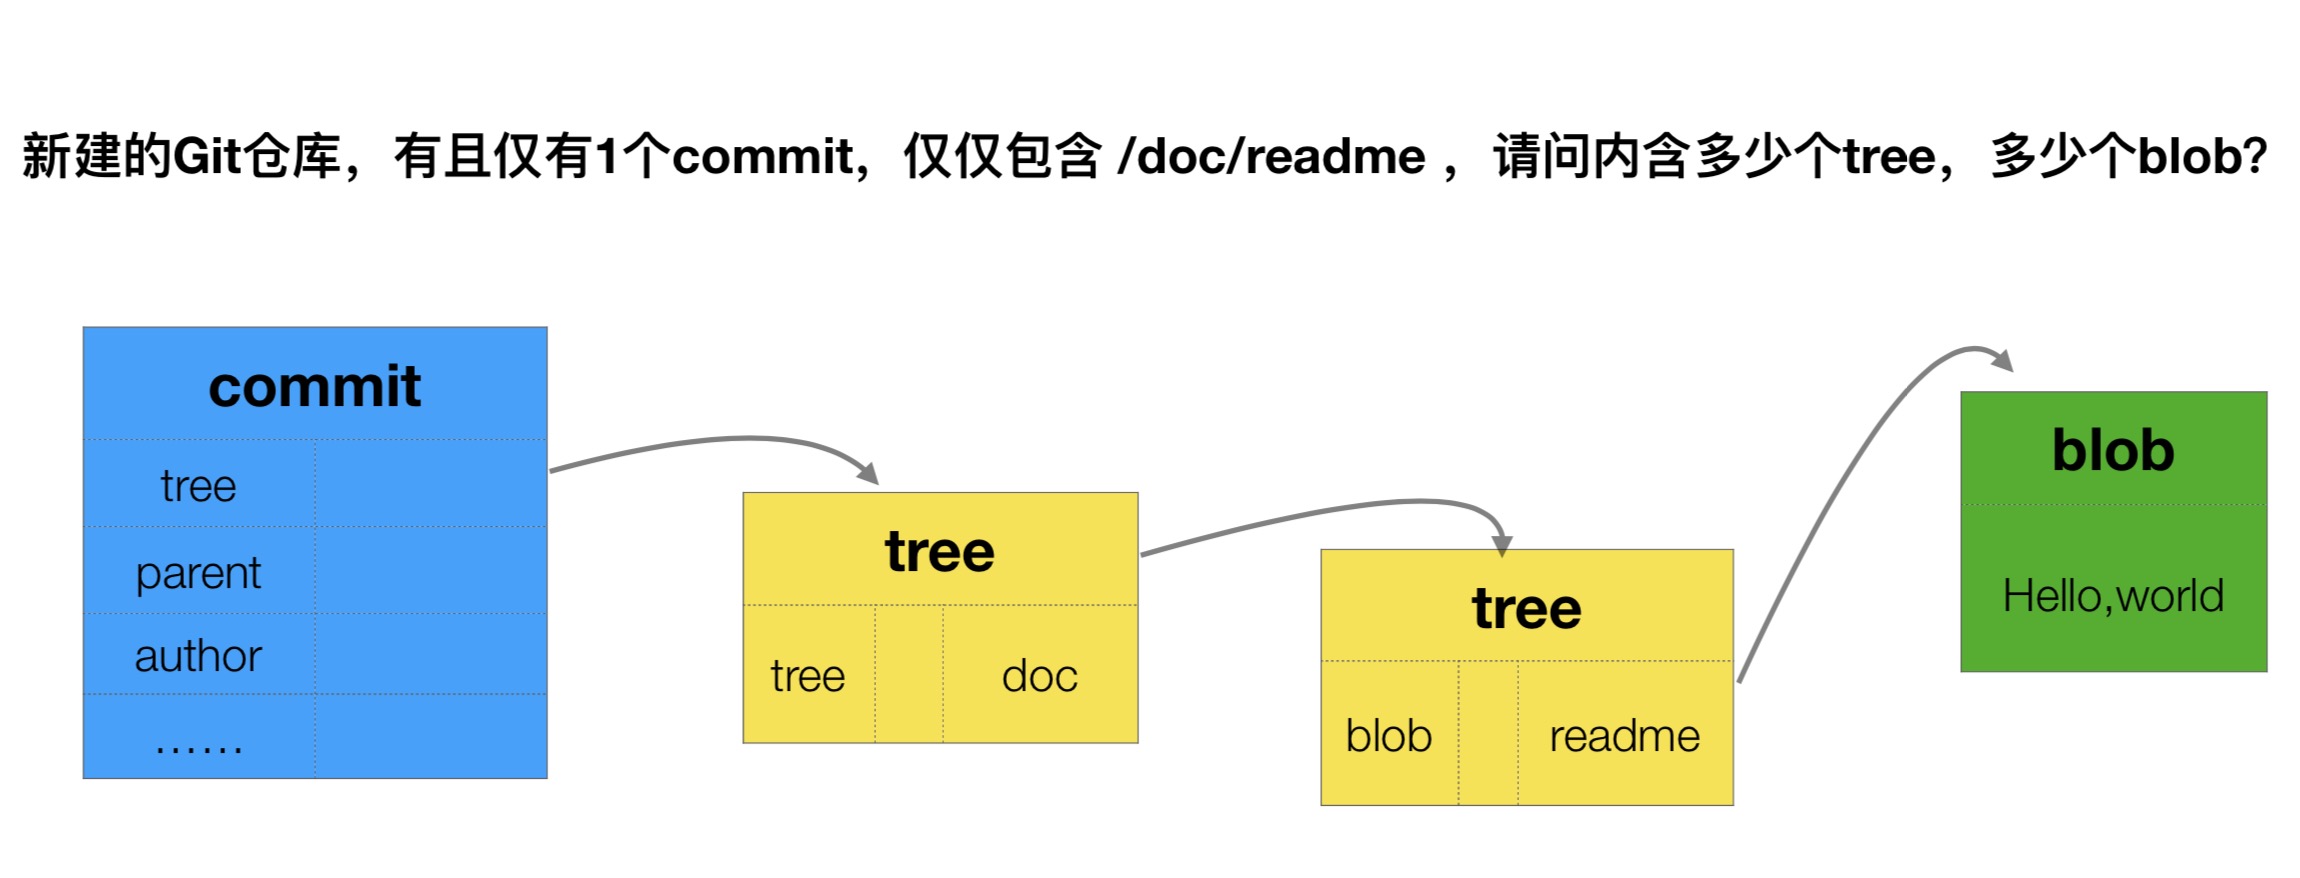 新建的Git仓库，有且仅有1个commit，仅仅包含 /doc/readme ，请问内含多少个tree，多少个blob？
commit
tree
parent
author
……
tree
tree doc
tree
blob readme
blob
Hello,world